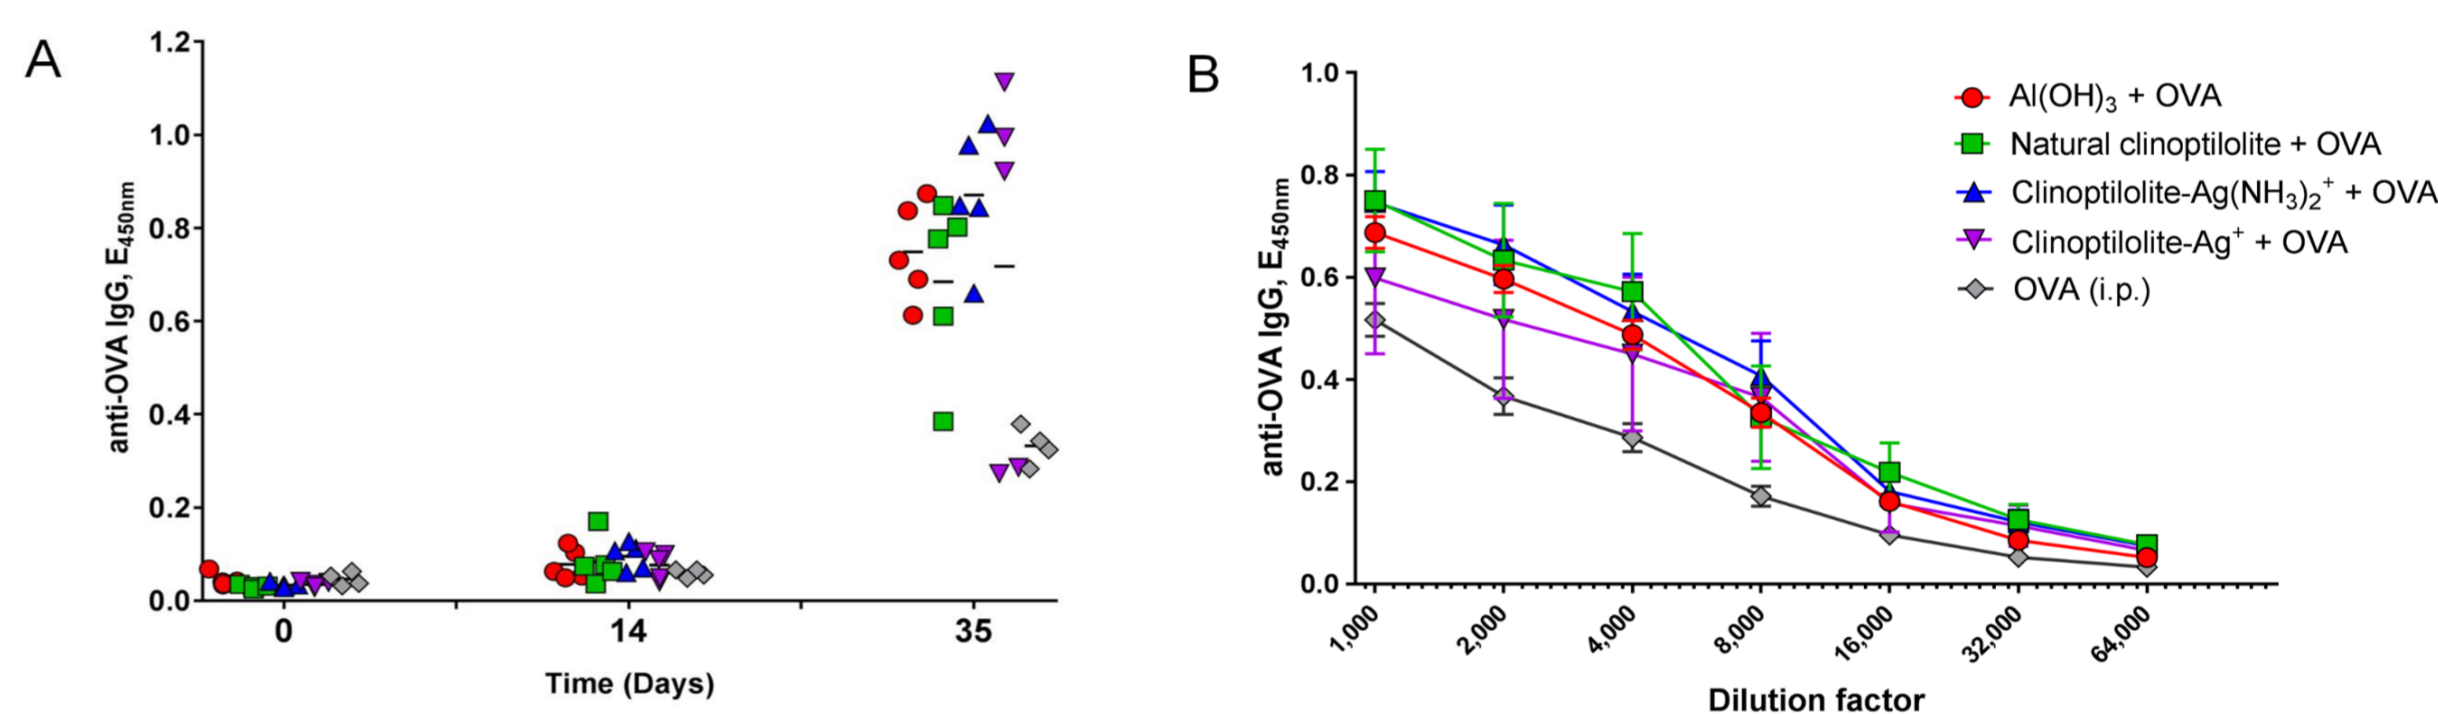 A
1.2
1.0
0.8
0.6
0.4
0.2
0.0
anti-OVA IgG, E450nm
0 14 35
Time (Days)
B
1.0
0.8
0.6
0.4
0.2
0.0
anti-OVA IgG, E450nm
1,000 2,000 4,000 8,000 16,000 32,000 64,000
Dilution factor
Al(OH)3 + OVA
Natural clinoptilolite + OVA
Clinoptilolite-Ag(NH3)2+ + OVA
Clinoptilolite-Ag+ + OVA
OVA (i.p.)